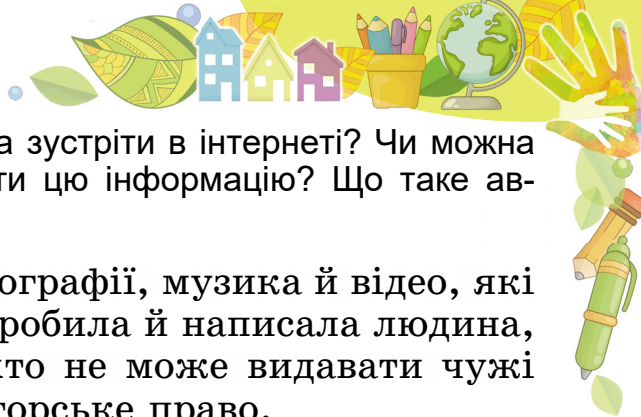 а зустріти в інтернеті? Чи можна
ти цю інформацію? Що таке ав-
ографії, музика й відео, які
робила й написала людина,
то не може видавати чужі
торське право.